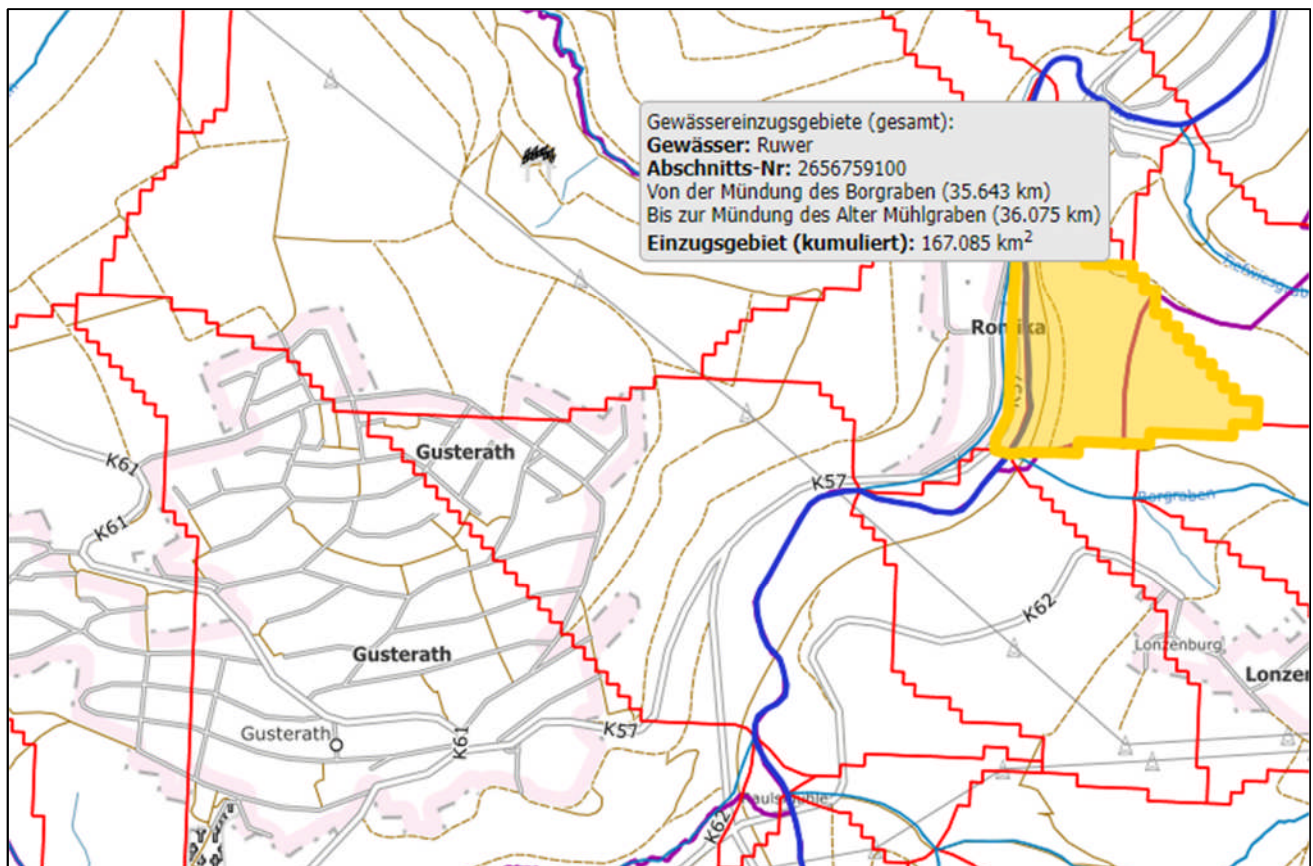 Gewässereinzugsgebiete (gesamt):
Gewässer: Ruwer
Abschnitts-Nr: 2656759100
Von der Mündung des Borgraben (35.643 km)
Bis zur Mündung des Alter Mühlgraben (36.075 km)
Einzugsgebiet (kumuliert): 167.085 km²
Romika
K57
K61
Gusterath
K57
Borgraben
K61
K62
Lonzenburg
Gusterath
Gusterath
K61
K57
K62